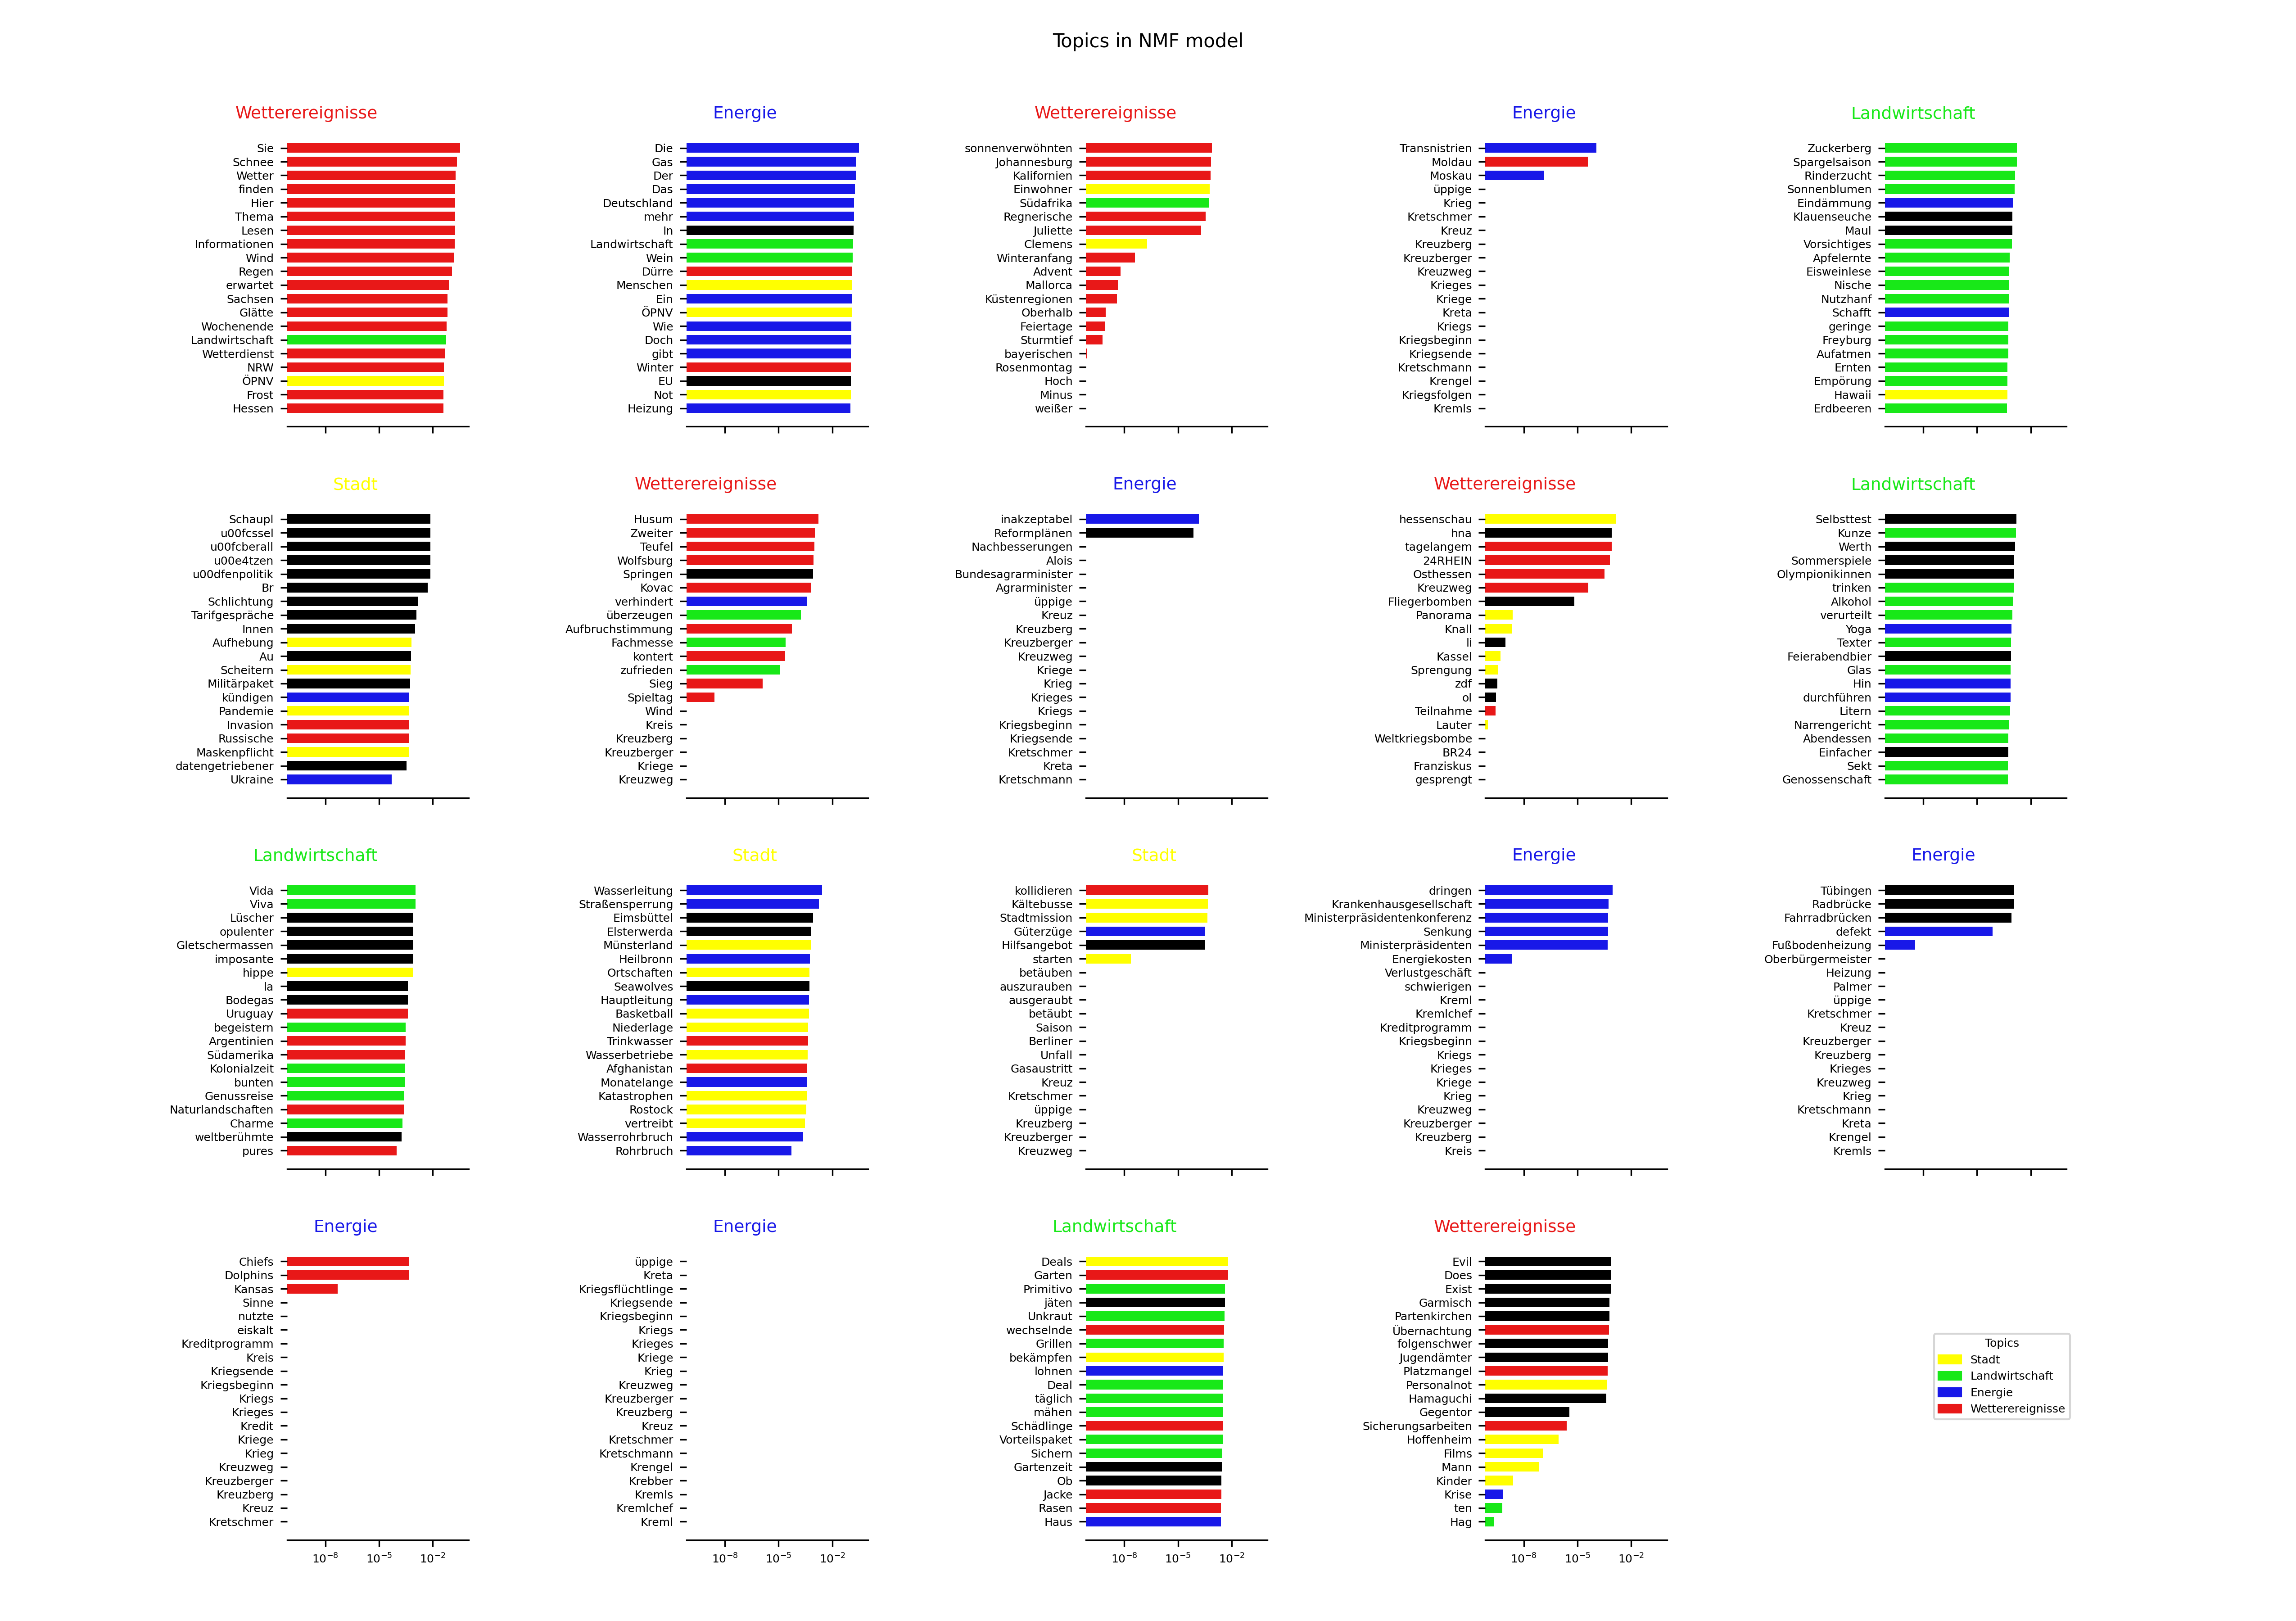 Topics in NMF model
Wetterereignisse
Sie
Schnee
Wetter
finden
Hier
Thema
Lesen
Informationen
Wind
Regen
erwartet
Sachsen
Glätte
Wochenende
Landwirtschaft
Wetterdienst
NRW
ÖPNV
Frost
Hessen
Energie
Die
Gas
Der
Das
Deutschland
mehr
In
Landwirtschaft
Wein
Dürre
Menschen
Ein
ÖPNV
Wie
Doch
gibt
Winter
EU
Not
Heizung
Wetterereignisse
sonnenverwöhnten
Johannesburg
Kalifornien
Einwohner
Südafrika
Regnerische
Juliette
Clemens
Winteranfang
Advent
Mallorca
Küstenregionen
Oberhalb
Feiertage
Sturmtief
bayerischen
Rosenmontag
Hoch
Minus
weißer
Energie
Transnistrien
Moldau
Moskau
üppige
Krieg
Kretschmer
Kreuz
Kreuzberg
Kreuzberger
Kreuzweg
Krieges
Kriege
Kreta
Kriegs
Kriegsbeginn
Kriegsende
Kretschmann
Krengel
Kriegsfolgen
Kremls
Landwirtschaft
Zuckerberg
Spargelsaison
Rinderzucht
Sonnenblumen
Eindämmung
Klauenseuche
Maul
Vorsichtiges
Apfelernte
Eisweinlese
Nische
Nutzhanf
Schafft
geringe
Freyburg
Aufatmen
Ernten
Empörung
Hawaii
Erdbeeren
Stadt
Schaupl
u00fcssel
u00fcberall
u00e4tzen
u00dfenpolitik
Br
Schlichtung
Tarifgespräche
Innen
Aufhebung
Au
Scheitern
Militärpaket
kündigen
Pandemie
Invasion
Russische
Maskenpflicht
datengetriebener
Ukraine
Wetterereignisse
Husum
Zweiter
Teufel
Wolfsburg
Springen
Kovac
verhindert
überzeugen
Aufbruchstimmung
Fachmesse
kontert
zufrieden
Sieg
Spieltag
Wind
Kreis
Kreuzberg
Kreuzberger
Kriege
Kreuzweg
Energie
inakzeptabel
Reformplänen
Nachbesserungen
Alois
Bundesagrarminister
Agrarminister
üppige
Kreuz
Kreuzberg
Kreuzberger
Kreuzweg
Kriege
Krieg
Krieges
Kriegs
Kriegsbeginn
Kriegsende
Kretschmer
Kreta
Kretschmann
Wetterereignisse
hessenschau
hna
tagelangem
24RHEIN
Osthessen
Kreuzweg
Fliegerbomben
Panorama
Knall
li
Kassel
Sprengung
zdf
ol
Teilnahme
Lauter
Weltkriegsbombe
BR24
Franziskus
gesprengt
Landwirtschaft
Selbsttest
Kunze
Werth
Sommerspiele
Olympionikinnen
trinken
Alkohol
verurteilt
Yoga
Texter
Feierabendbier
Glas
Hin
durchführen
Litern
Narrengericht
Abendessen
Einfacher
Sekt
Genossenschaft
Landwirtschaft
Vida
Viva
Lüscher
opulenter
Gletschermassen
imposante
hippe
la
Bodegas
Uruguay
begeistern
Argentinien
Südamerika
Kolonialzeit
bunten
Genussreise
Naturlandschaften
Charme
weltberühmte
pures
Stadt
Wasserleitung
Straßensperrung
Eimsbüttel
Elsterwerda
Münsterland
Heilbronn
Ortschaften
Seawolves
Hauptleitung
Basketball
Niederlage
Trinkwasser
Wasserbetriebe
Afghanistan
Monatelange
Katastrophen
Rostock
vertreibt
Wasserrohrbruch
Rohrbruch
Stadt
kollidieren
Kältebusse
Stadtmission
Güterzüge
Hilfsangebot
starten
betäuben
auszurauben
ausgeraubt
betäubt
Saison
Berliner
Unfall
Gasaustritt
Kreuz
Kretschmer
üppige
Kreuzberg
Kreuzberger
Kreuzweg
Energie
dringen
Krankenhausgesellschaft
Ministerpräsidentenkonferenz
Senkung
Ministerpräsidenten
Energiekosten
Verlustgeschäft
schwierigen
Kreml
Kremlchef
Kreditprogramm
Kriegsbeginn
Kriegs
Krieges
Kriege
Krieg
Kreuzweg
Kreuzberger
Kreuzberg
Kreis
Energie
Tübingen
Radbrücke
Fahrradbrücken
defekt
Fußbodenheizung
Oberbürgermeister
Heizung
Palmer
üppige
Kretschmer
Kreuz
Kreuzberger
Kreuzberg
Krieges
Kreuzweg
Krieg
Kretschmann
Kreta
Krengel
Kremls
Energie
Chiefs
Dolphins
Kansas
Sinne
nutzte
eiskalt
Kreditprogramm
Kreis
Kriegsende
Kriegsbeginn
Kriegs
Krieges
Kredit
Kriege
Krieg
Kreuzweg
Kreuzberger
Kreuzberg
Kreuz
Kretschmer
10⁻⁸ 10⁻⁵ 10⁻²
Energie
üppige
Kreta
Kriegsflüchtlinge
Kriegsende
Kriegsbeginn
Kriegs
Krieges
Kriege
Krieg
Kreuzweg
Kreuzberger
Kreuzberg
Kreuz
Kretschmer
Kretschmann
Krengel
Krebber
Kremls
Kremlchef
Kreml
10⁻⁸ 10⁻⁵ 10⁻²
Landwirtschaft
Deals
Garten
Primitivo
jäten
Unkraut
wechselnde
Grillen
bekämpfen
lohnen
Deal
täglich
mähen
Schädlinge
Vorteilspaket
Sichern
Gartenzeit
Ob
Jacke
Rasen
Haus
10⁻⁸ 10⁻⁵ 10⁻²
Wetterereignisse
Evil
Does
Exist
Garmisch
Partenkirchen
Übernachtung
folgenschwer
Jugendämter
Platzmangel
Personalnot
Hamaguchi
Gegentor
Sicherungsarbeiten
Hoffenheim
Films
Mann
Kinder
Krise
ten
Hag
10⁻⁸ 10⁻⁵ 10⁻²
Topics
Stadt
Landwirtschaft
Energie
Wetterereignisse